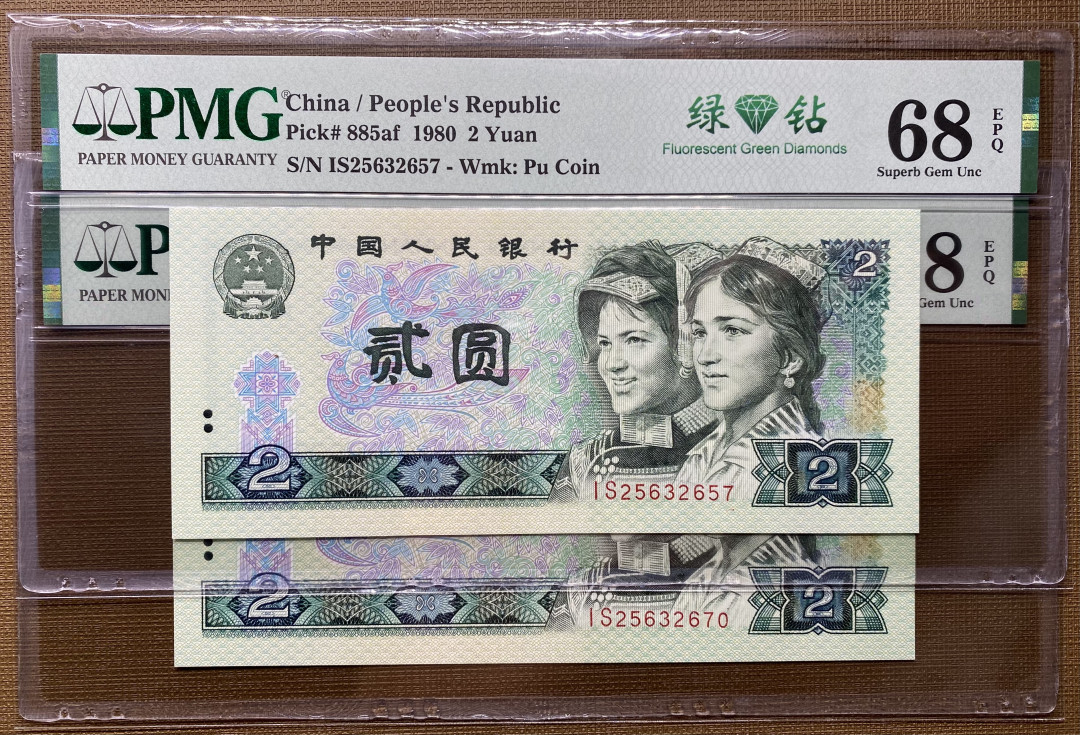 PMG®
PAPER MONEY GUARANTY
China / People's Republic
Pick# 885af 1980 2 Yuan
S/N IS25632657 - Wmk: Pu Coin
绿 钻
Fluorescent Green Diamonds
68
EPQ
Superb Gem Unc
P
PAPER MON
8
EPQ
Gem Unc
中国人民银行
2
贰圆
2
2
IS25632657
2
2
IS25632670